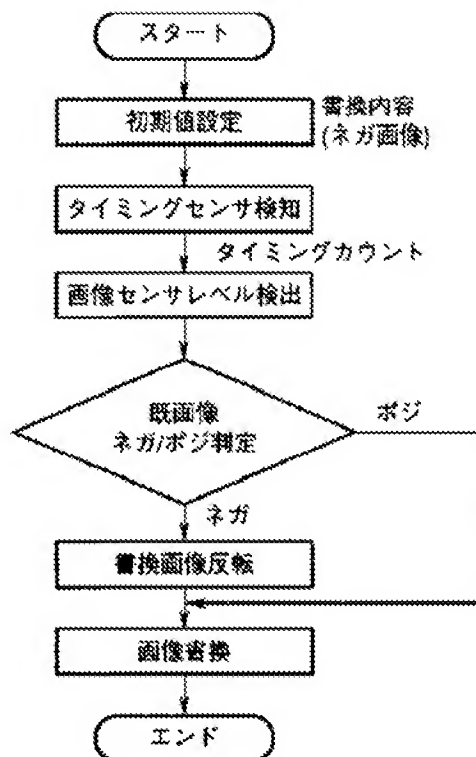 スタート
初期値設定
書換内容
(ネガ画像)
タイミングセンサ検知
タイミングカウント
画像センサレベル検出
既画像
ネガ/ポジ判定
ポジ
ネガ
書換画像反転
画像書換
エンド